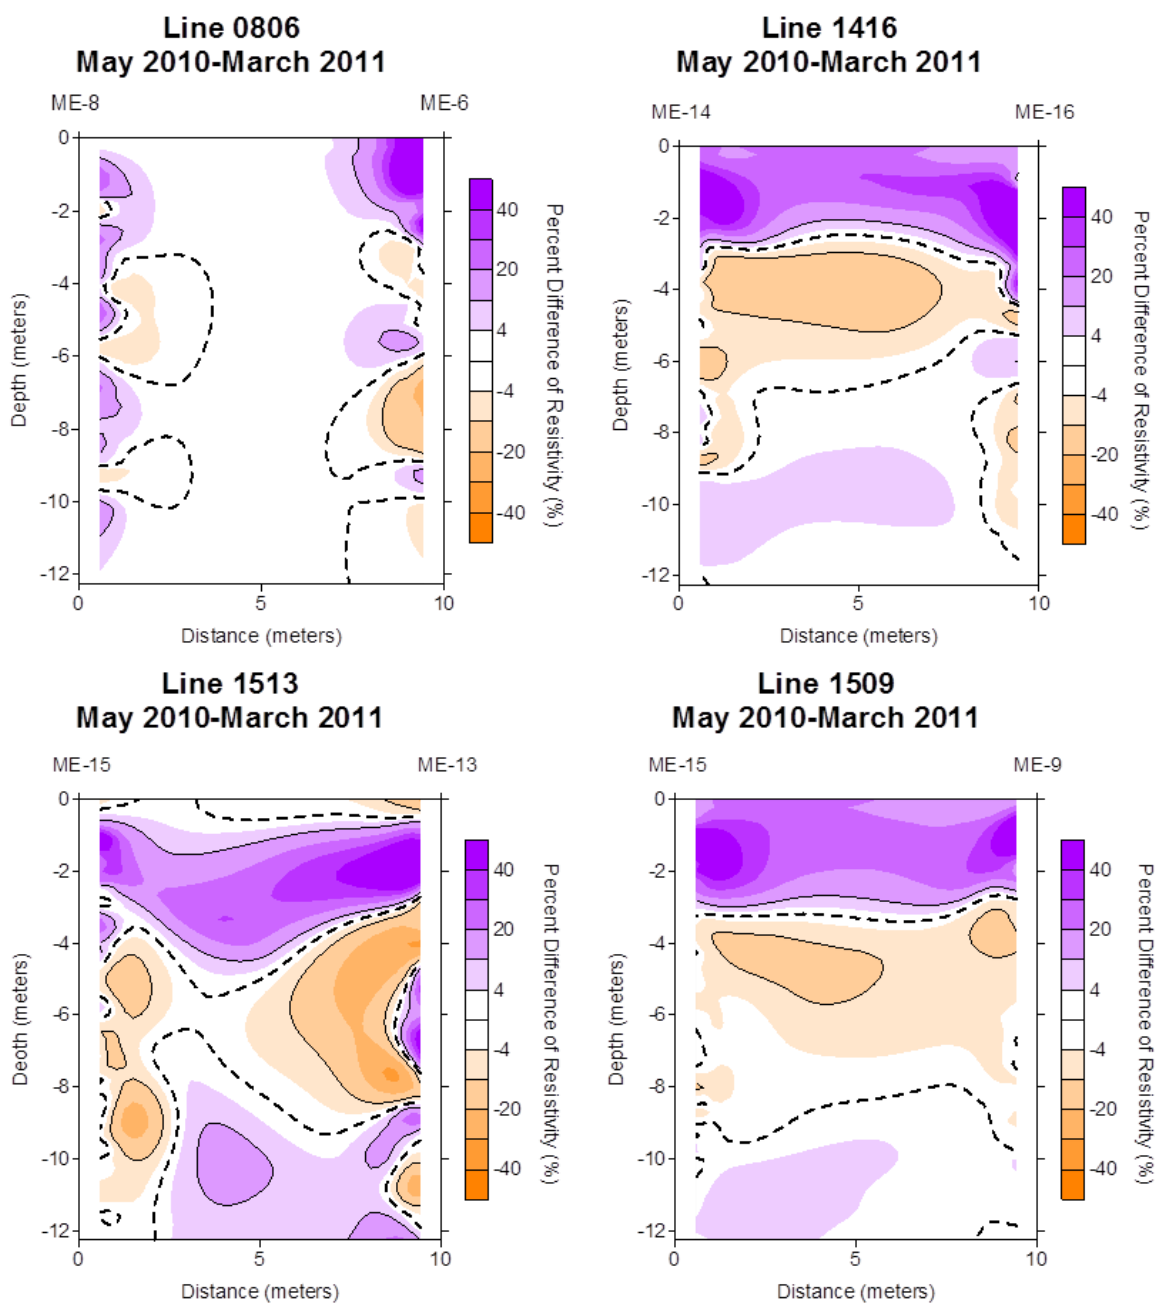 Line 0806
May 2010-March 2011
ME-8
ME-6
0
-2
-4
-6
-8
-10
-12
0
5
10
Depth (meters)
Distance (meters)
40
20
4
-4
-20
-40
Percent Difference of Resistivity (%)
Line 1416
May 2010-March 2011
ME-14
ME-16
0
-2
-4
-6
-8
-10
-12
0
5
10
Depth (meters)
Distance (meters)
40
20
4
-4
-20
-40
Percent Difference of Resistivity (%)
Line 1513
May 2010-March 2011
ME-15
ME-13
0
-2
-4
-6
-8
-10
-12
0
5
10
Deoth (meters)
Distance (meters)
40
20
4
-4
-20
-40
Percent Difference of Resistivity (%)
Line 1509
May 2010-March 2011
ME-15
ME-9
0
-2
-4
-6
-8
-10
-12
0
5
10
Depth (meters)
Distance (meters)
40
20
4
-4
-20
-40
Percent Difference of Resistivity (%)